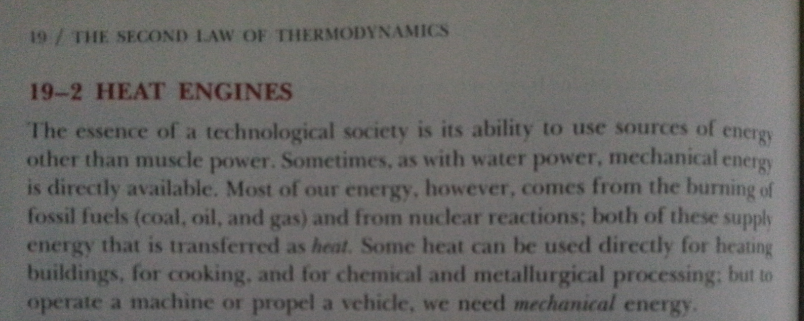 19 / THE SECOND LAW OF THERMODYNAMICS
19–2 HEAT ENGINES
The essence of a technological society is its ability to use sources of energy
other than muscle power. Sometimes, as with water power, mechanical energy
is directly available. Most of our energy, however, comes from the burning of
fossil fuels (coal, oil, and gas) and from nuclear reactions; both of these supply
energy that is transferred as heat. Some heat can be used directly for heating
buildings, for cooking, and for chemical and metallurgical processing; but to
operate a machine or propel a vehicle, we need mechanical energy.